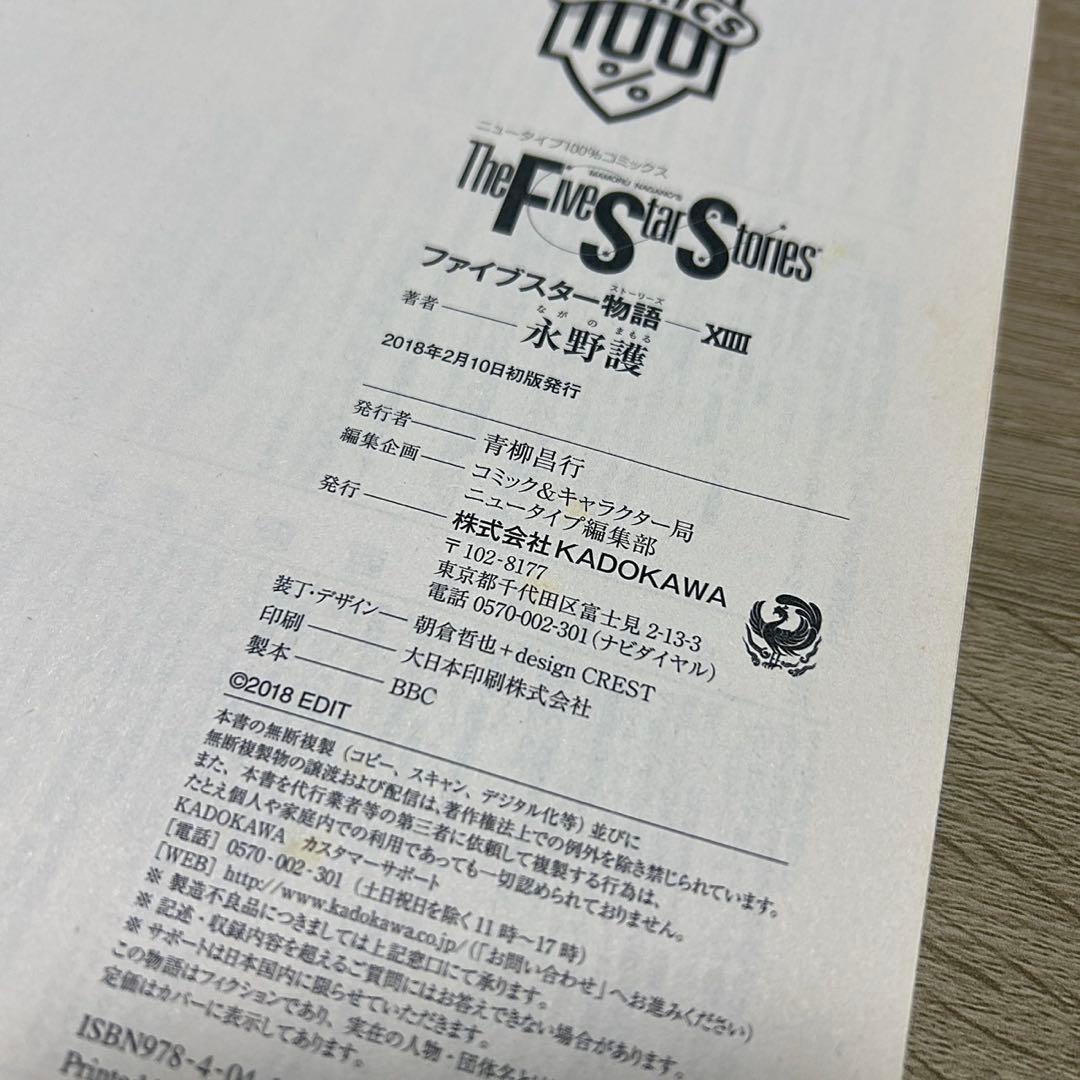 100%
ニュータイプ100%コミックス
MAMORU NAGANO'S
The Five Star Stories
ファイブスター物語 ストーリーズ XIIII
著者 永野護 ながの まもる
2018年2月10日初版発行
発行者 青柳昌行
編集企画 コミック&キャラクター局
ニュータイプ編集部
発行 株式会社KADOKAWA
〒102-8177
東京都千代田区富士見 2-13-3
電話 0570-002-301(ナビダイヤル)
装丁・デザイン 朝倉哲也+design CREST
印刷 大日本印刷株式会社
製本 BBC
©2018 EDIT
本書の無断複製(コピー、スキャン、デジタル化等)並びに
無断複製物の譲渡および配信は、著作権法上での例外を除き禁じられています。
また、本書を代行業者等の第三者に依頼して複製する行為は、
たとえ個人や家庭内での利用であっても一切認められておりません。
KADOKAWA カスタマーサポート
[電話] 0570-002-301(土日祝日を除く11時~17時)
[WEB] http://www.kadokawa.co.jp/(「お問い合わせ」へお進みください)
※ 製造不良品につきましては上記窓口にて承ります。
※ 記述・収録内容を超えるご質問にはお答えできない場合があります。
※ サポートは日本国内に限らせていただきます。
この物語はフィクションであり、実在の人物・団体名とは
定価はカバーに表示してあります。
ISBN978-4-04-
Printed